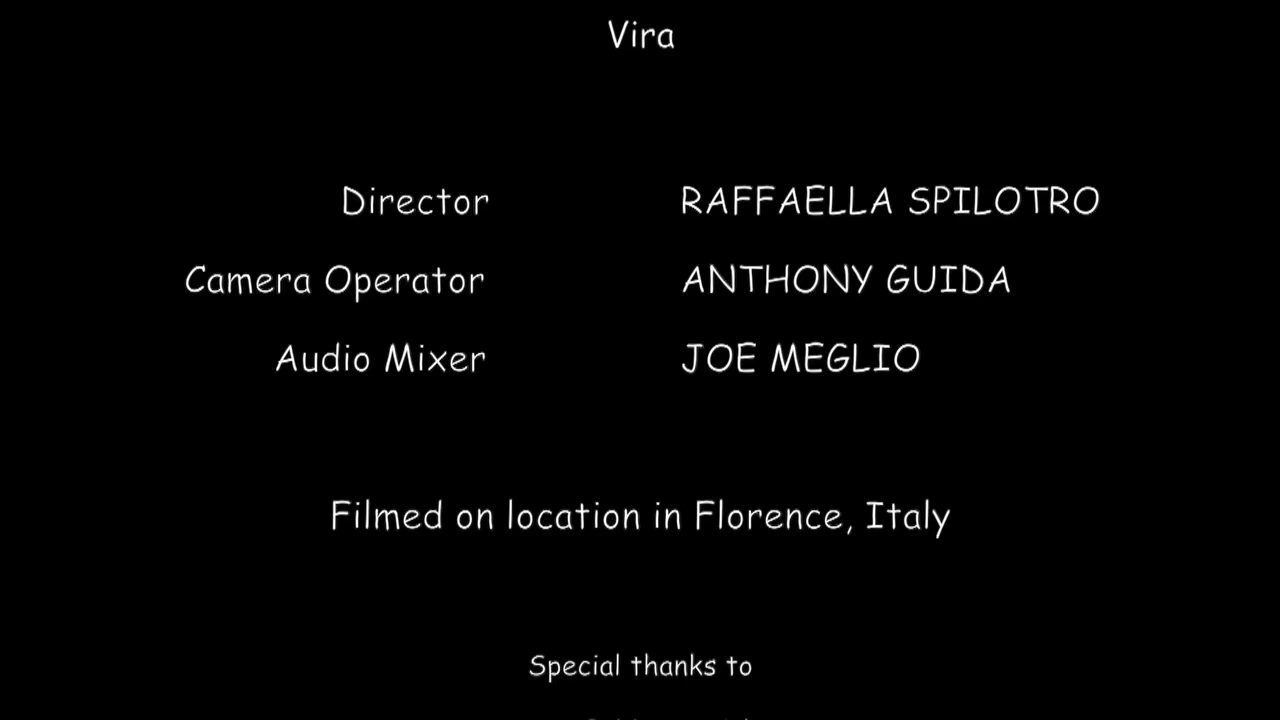 Vira
Director RAFFAELLA SPILOTRO
Camera Operator ANTHONY GUIDA
Audio Mixer JOE MEGLIO
Filmed on location in Florence, Italy
Special thanks to